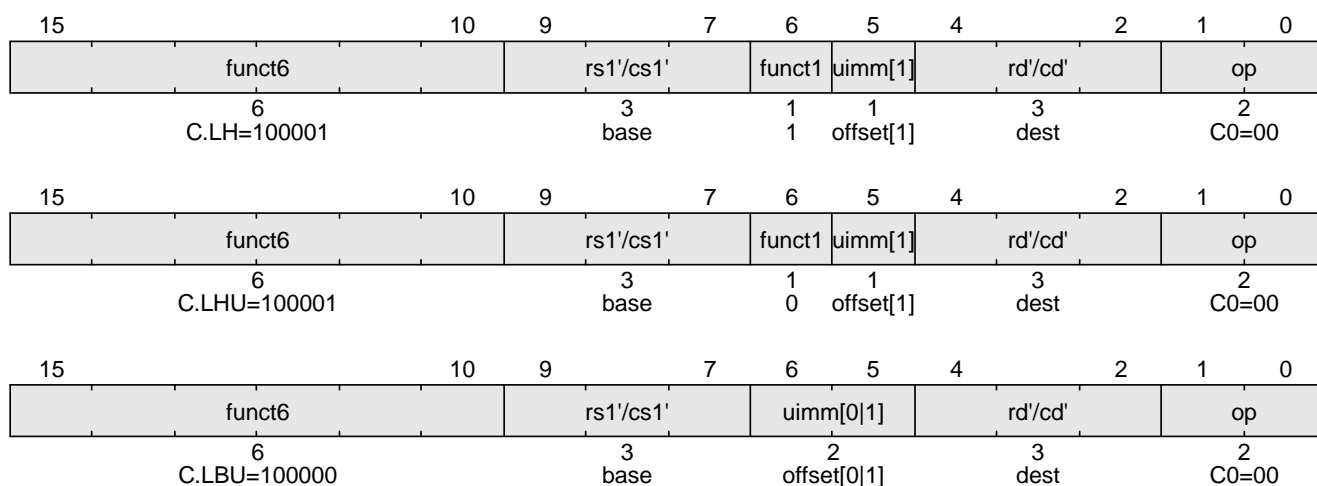 15 10 9 7 6 5 4 2 1 0
funct6 rs1'/cs1' funct1 uimm[1] rd'/cd' op
6 3 1 1 3 2
C.LH=100001 base 1 offset[1] dest C0=00
15 10 9 7 6 5 4 2 1 0
funct6 rs1'/cs1' funct1 uimm[1] rd'/cd' op
6 3 1 1 3 2
C.LHU=100001 base 0 offset[1] dest C0=00
15 10 9 7 6 5 4 2 1 0
funct6 rs1'/cs1' uimm[0|1] rd'/cd' op
6 3 2 3 2
C.LBU=100000 base offset[0|1] dest C0=00